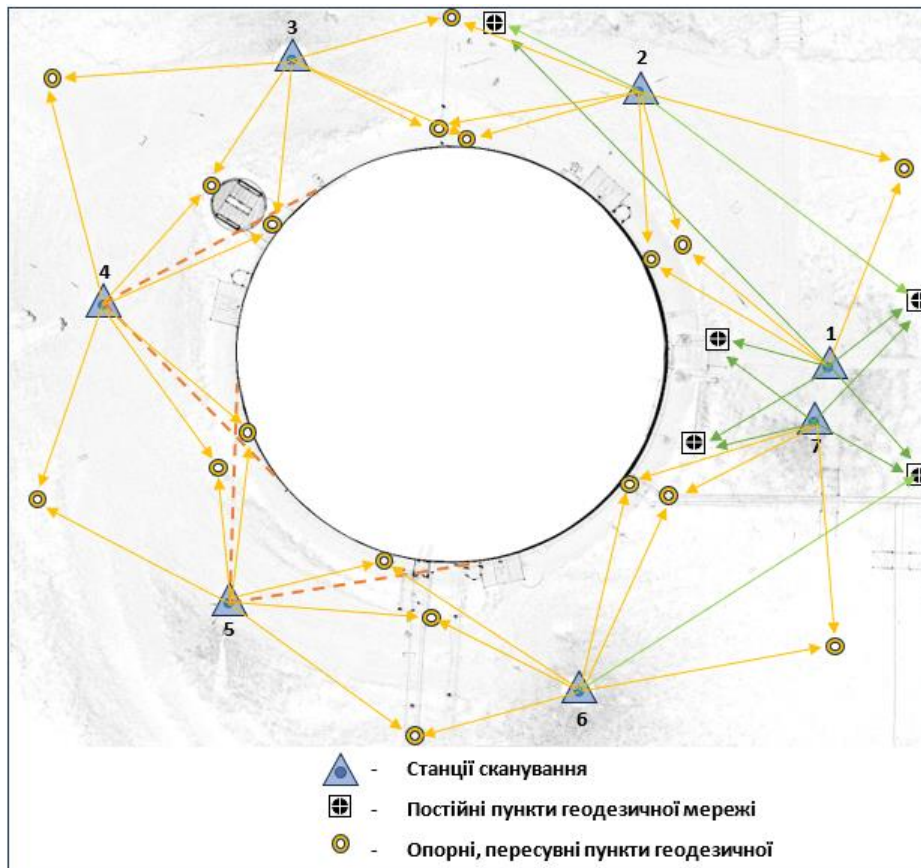 3
2
4
1
7
5
6
- Станції сканування
- Постійні пункти геодезичної мережі
- Опорні, пересувні пункти геодезичної